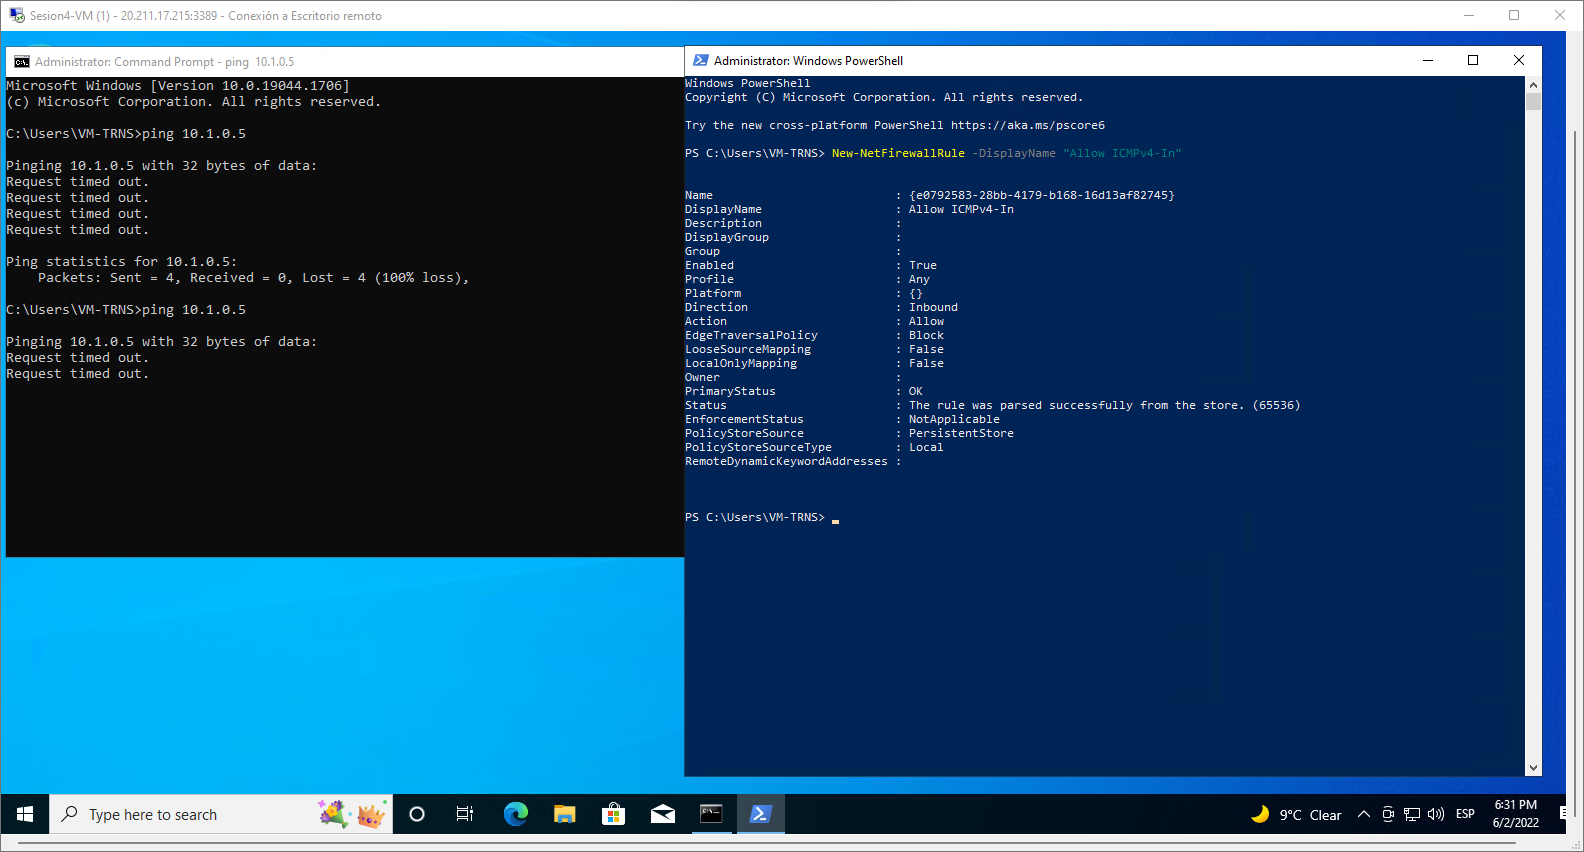 Sesion4-VM (1) - 20.211.17.215:3389 - Conexión a Escritorio remoto
Administrator: Command Prompt - ping  10.1.0.5
Microsoft Windows [Version 10.0.19044.1706]
(c) Microsoft Corporation. All rights reserved.
C:\Users\VM-TRNS>ping 10.1.0.5
Pinging 10.1.0.5 with 32 bytes of data:
Request timed out.
Request timed out.
Request timed out.
Request timed out.
Ping statistics for 10.1.0.5:
    Packets: Sent = 4, Received = 0, Lost = 4 (100% loss),
C:\Users\VM-TRNS>ping 10.1.0.5
Pinging 10.1.0.5 with 32 bytes of data:
Request timed out.
Request timed out.
Administrator: Windows PowerShell
Windows PowerShell
Copyright (C) Microsoft Corporation. All rights reserved.
Try the new cross-platform PowerShell https://aka.ms/pscore6
PS C:\Users\VM-TRNS> New-NetFirewallRule -DisplayName "Allow ICMPv4-In"
Name                          : {e0792583-28bb-4179-b168-16d13af82745}
DisplayName                   : Allow ICMPv4-In
Description                   :
DisplayGroup                  :
Group                         :
Enabled                       : True
Profile                       : Any
Platform                      : {}
Direction                     : Inbound
Action                        : Allow
EdgeTraversalPolicy           : Block
LooseSourceMapping            : False
LocalOnlyMapping              : False
Owner                         :
PrimaryStatus                 : OK
Status                        : The rule was parsed successfully from the store. (65536)
EnforcementStatus             : NotApplicable
PolicyStoreSource             : PersistentStore
PolicyStoreSourceType         : Local
RemoteDynamicKeywordAddresses :
PS C:\Users\VM-TRNS>
Type here to search
9°C Clear
ESP
6:31 PM
6/2/2022